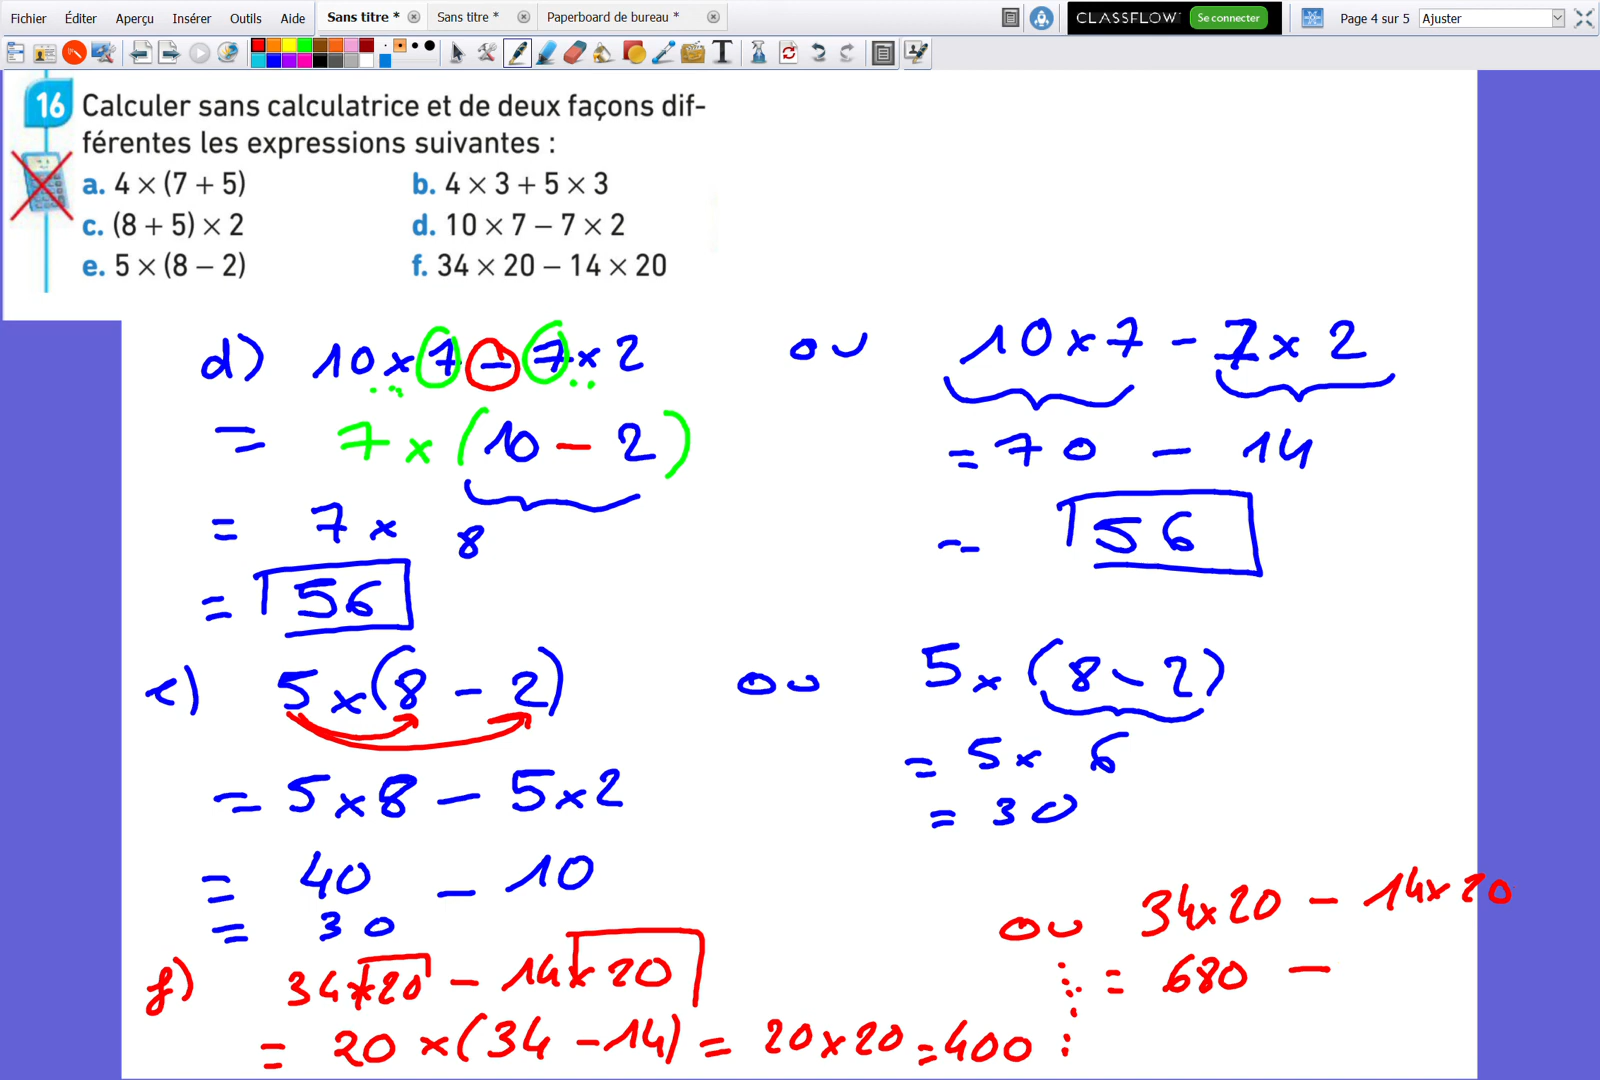 Fichier Éditer Aperçu Insérer Outils Aide Sans titre * Sans titre * Paperboard de bureau * CLASSFLOW Se connecter Page 4 sur 5 Ajuster
16 Calculer sans calculatrice et de deux façons dif-
férentes les expressions suivantes :
a. 4 × (7 + 5) b. 4 × 3 + 5 × 3
c. (8 + 5) × 2 d. 10 × 7 – 7 × 2
e. 5 × (8 – 2) f. 34 × 20 – 14 × 20
d) 10 × 7 – 7 × 2 ou 10 × 7 – 7 × 2
= 7 × (10 – 2) = 70 – 14
= 7 × 8 = 56
= 56
e) 5 × (8 – 2) ou 5 × (8 – 2)
= 5 × 6
= 5 × 8 – 5 × 2 = 30
= 40 – 10
= 30
f) 34 × 20 – 14 × 20 ou 34 × 20 – 14 × 20
= 680 –
= 20 × (34 – 14) = 20 × 20 = 400